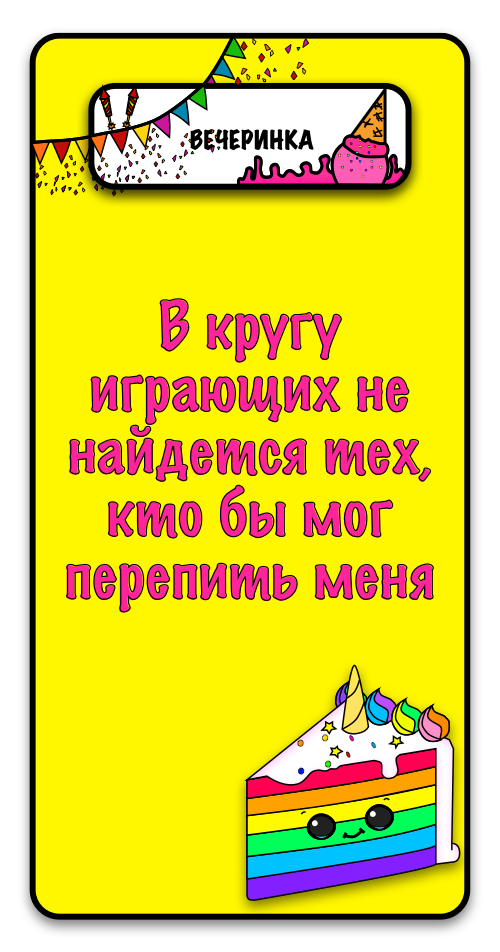 ВЕЧЕРИНКА
В кругу
играющих не
найдется тех,
кто бы мог
перепить меня